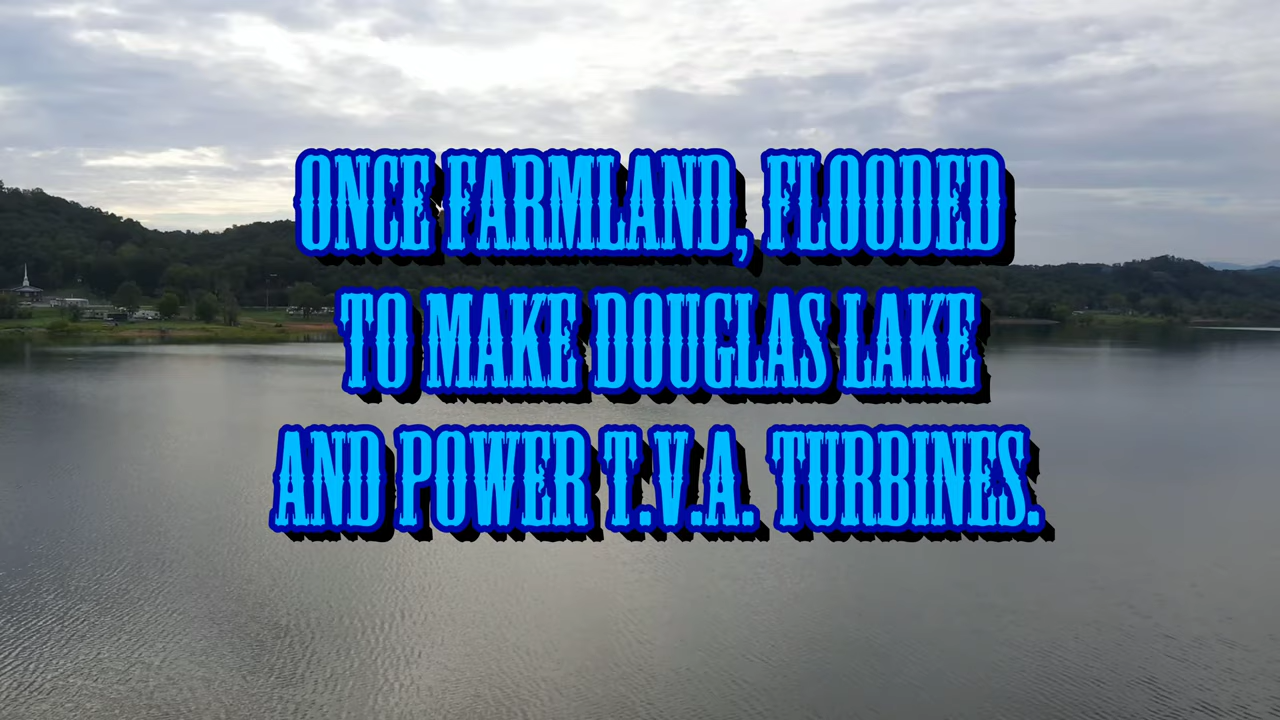 ONCE FARMLAND, FLOODED
TO MAKE DOUGLAS LAKE
AND POWER T.V.A. TURBINES.